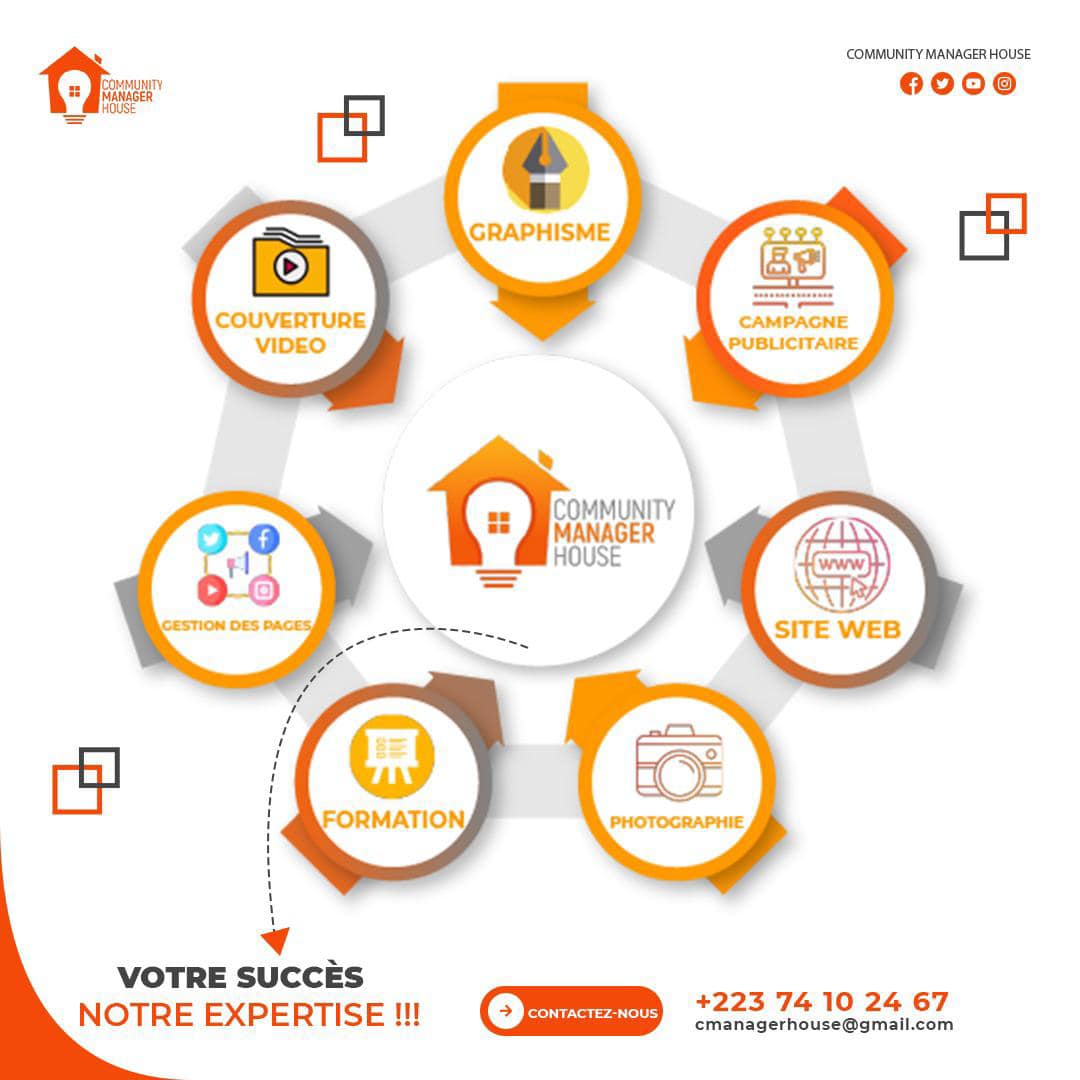 COMMUNITY
MANAGER
HOUSE
COMMUNITY MANAGER HOUSE
GRAPHISME
COUVERTURE
VIDEO
CAMPAGNE
PUBLICITAIRE
COMMUNITY
MANAGER
HOUSE
GESTION DES PAGES
WWW
SITE WEB
FORMATION
PHOTOGRAPHIE
VOTRE SUCCÈS
NOTRE EXPERTISE !!!
CONTACTEZ-NOUS
+223 74 10 24 67
cmanagerhouse@gmail.com